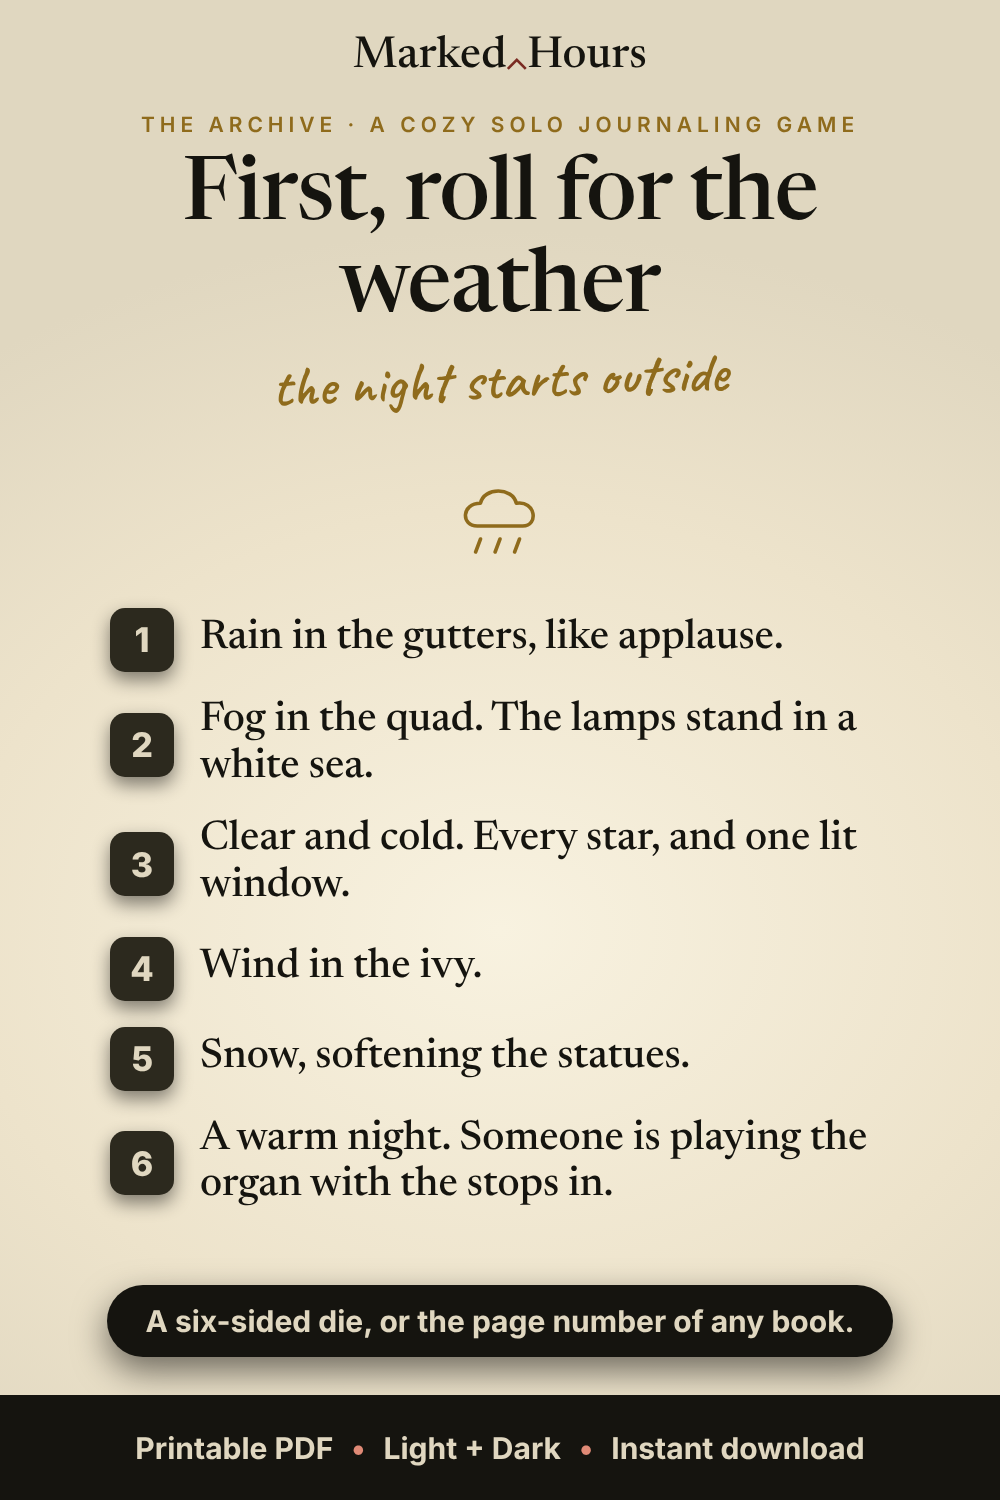 Marked‸Hours
THE ARCHIVE · A COZY SOLO JOURNALING GAME
First, roll for the
weather
the night starts outside
1 Rain in the gutters, like applause.
2 Fog in the quad. The lamps stand in a
white sea.
3 Clear and cold. Every star, and one lit
window.
4 Wind in the ivy.
5 Snow, softening the statues.
6 A warm night. Someone is playing the
organ with the stops in.
A six-sided die, or the page number of any book.
Printable PDF • Light + Dark • Instant download